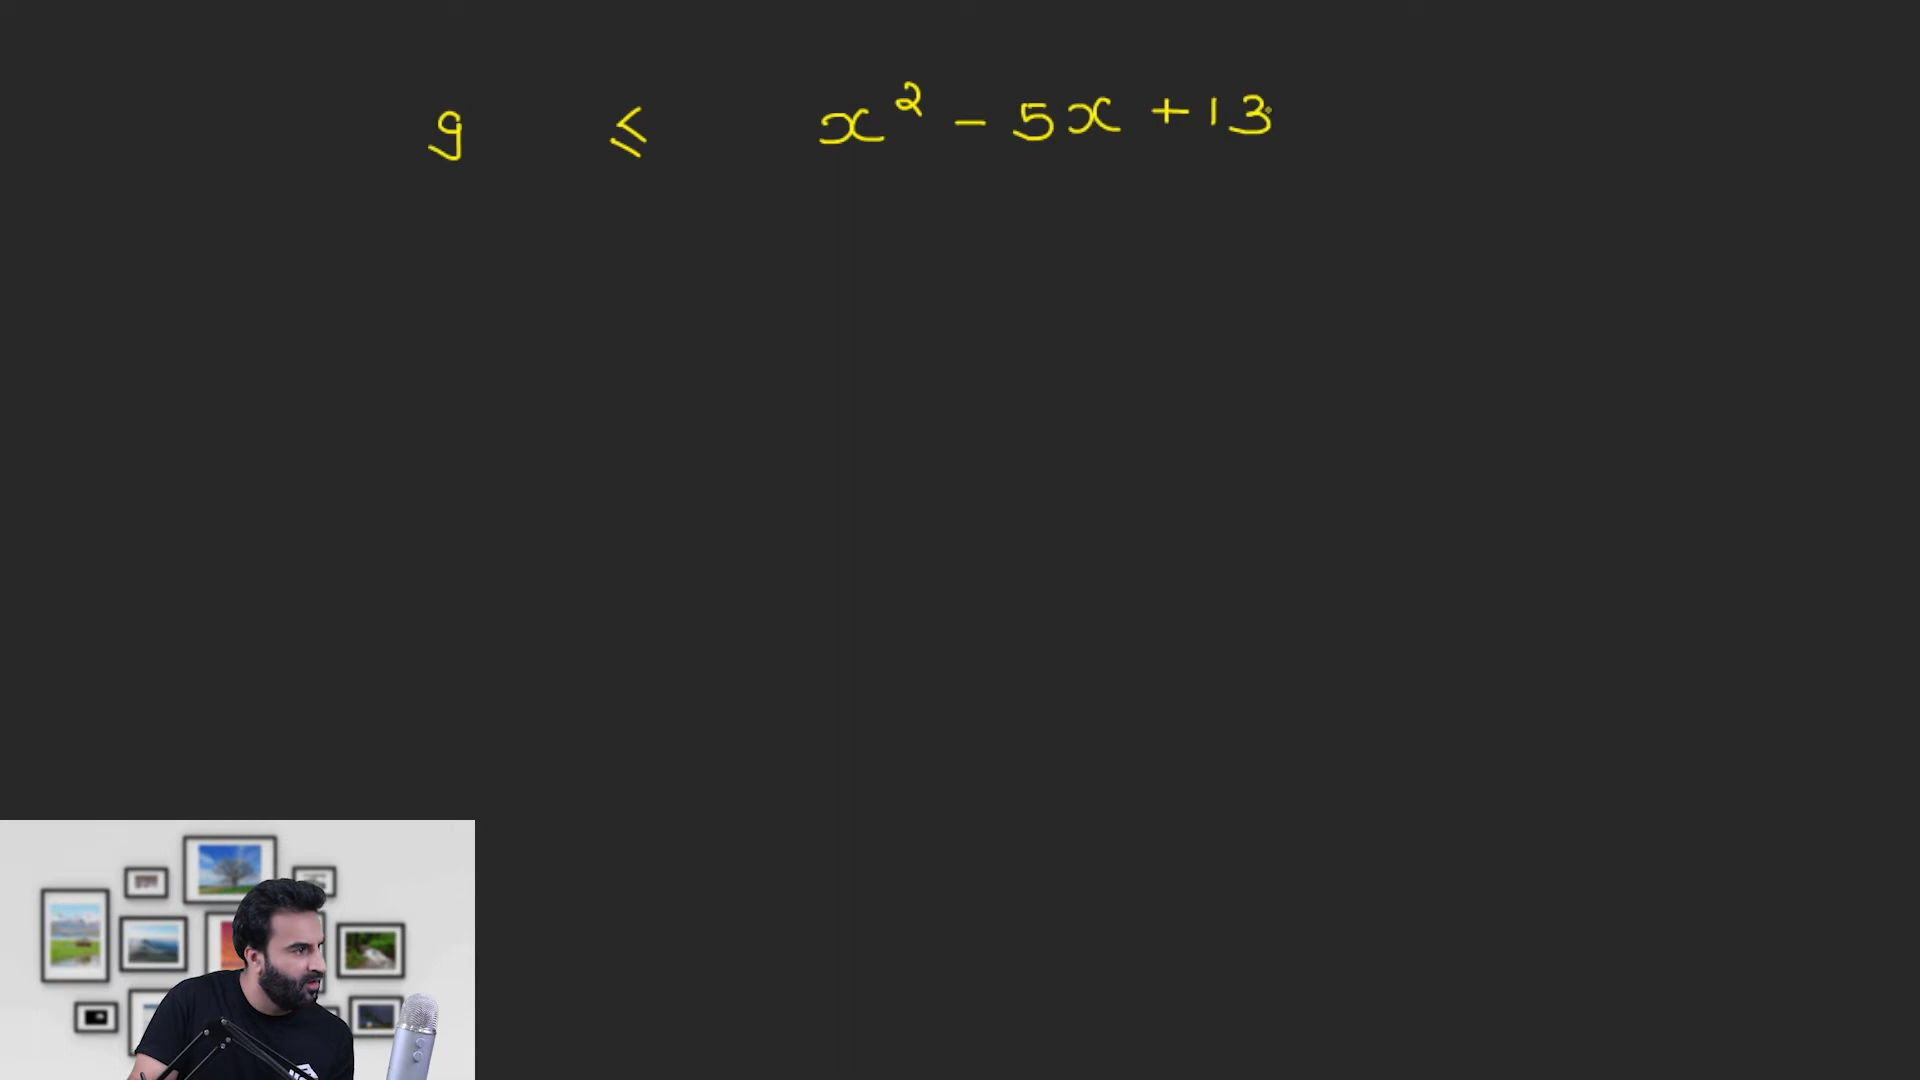 9 ≤ x² - 5x + 13